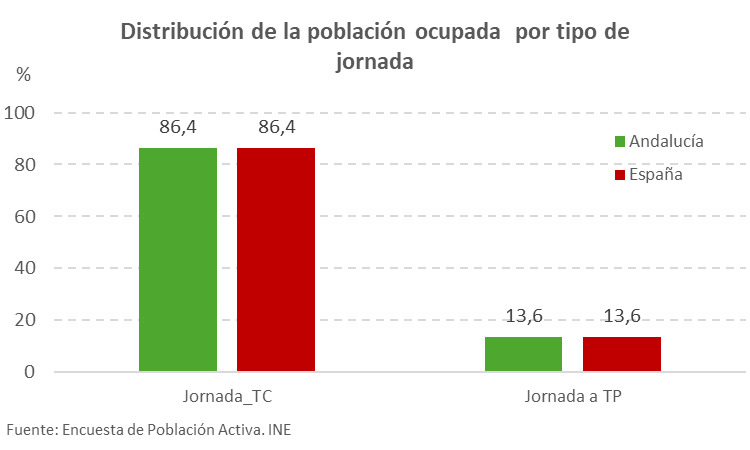 Distribución de la población ocupada por tipo de
jornada
%
100
80
60
40
20
0
86,4
86,4
13,6
13,6
Andalucía
España
Jornada_TC
Jornada a TP
Fuente: Encuesta de Población Activa. INE